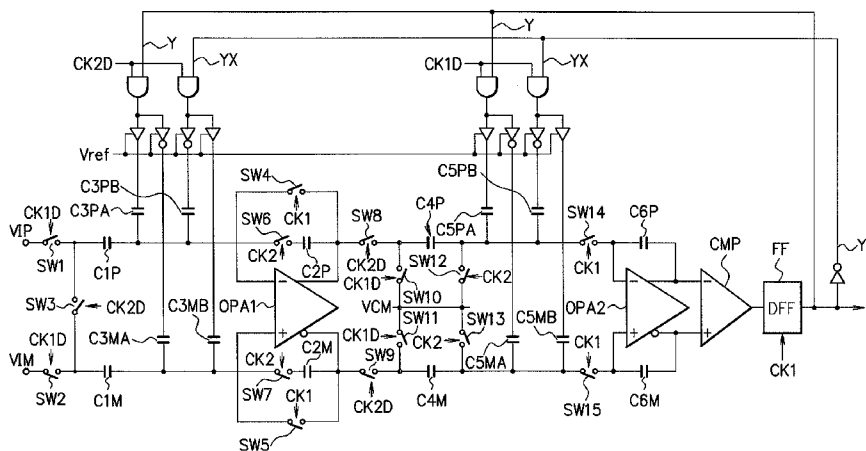 Y
Y
Y
CK2D
YX
CK1D
YX
Vref
C3PB
C3PA
SW4
CK1
C5PB
C4P
C5PA
VIP
CK1D
SW6
SW8
SW14
C6P
SW1
C1P
CK2
C2P
CK2D
SW12
CK2
CK1
CMP
FF
Y
SW3
CK2D
C3MB
OPA1
CK1D
SW10
VCM
C5MB
OPA2
DFF
CK1D
C3MA
CK2
C2M
CK1D
SW11
CK2
SW13
CK1
VIM
SW9
C5MA
SW2
C1M
SW7
CK1
CK2D
C4M
SW15
C6M
CK1
SW5